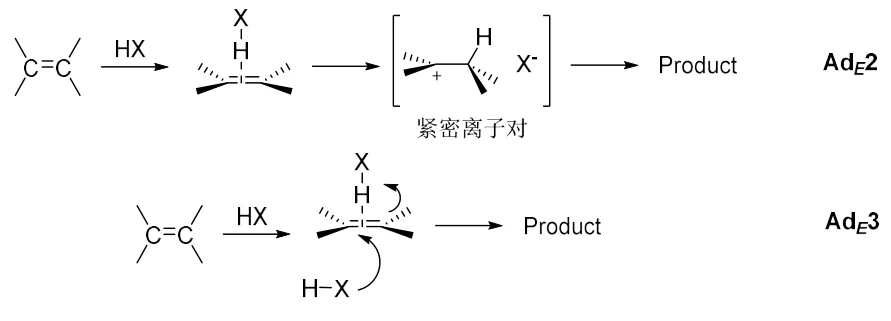 HX
C=C
X
H
H
+
X-
Product
AdE2
紧密离子对
HX
C=C
X
H
H-X
Product
AdE3